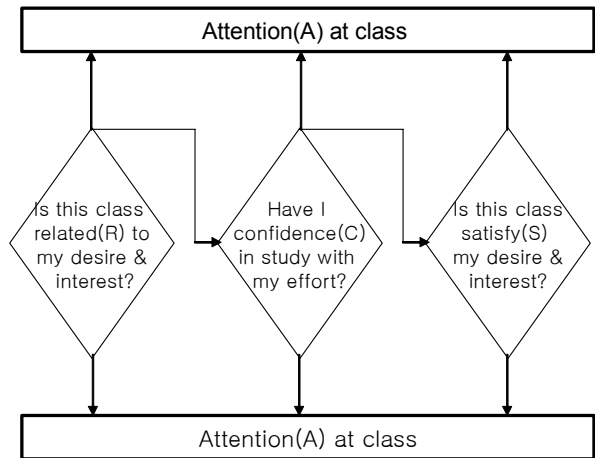 Attention(A) at class
Is this class
related(R) to
my desire &
interest?
Have I
confidence(C)
in study with
my effort?
Is this class
satisfy(S)
my desire &
interest?
Attention(A) at class